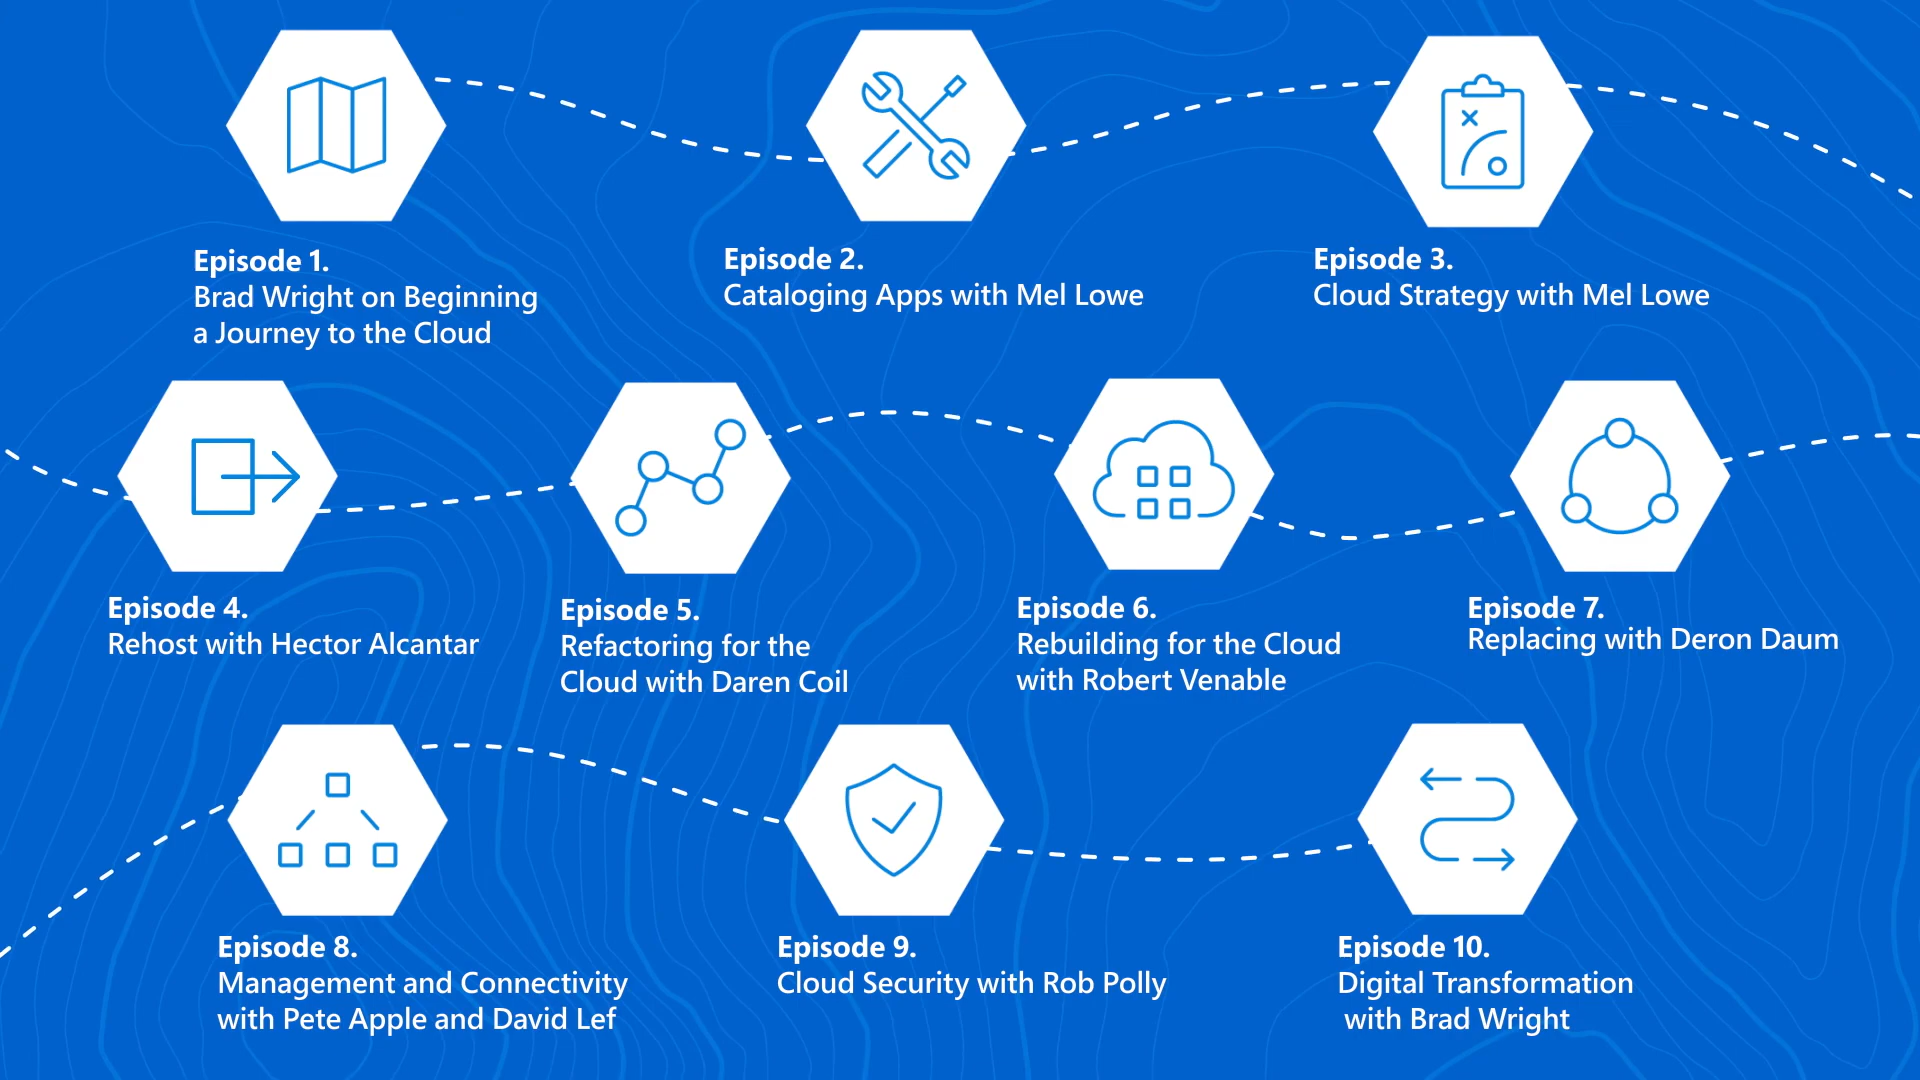 Episode 1.
Brad Wright on Beginning
a Journey to the Cloud
Episode 2.
Cataloging Apps with Mel Lowe
Episode 3.
Cloud Strategy with Mel Lowe
Episode 4.
Rehost with Hector Alcantar
Episode 5.
Refactoring for the
Cloud with Daren Coil
Episode 6.
Rebuilding for the Cloud
with Robert Venable
Episode 7.
Replacing with Deron Daum
Episode 8.
Management and Connectivity
with Pete Apple and David Lef
Episode 9.
Cloud Security with Rob Polly
Episode 10.
Digital Transformation
with Brad Wright